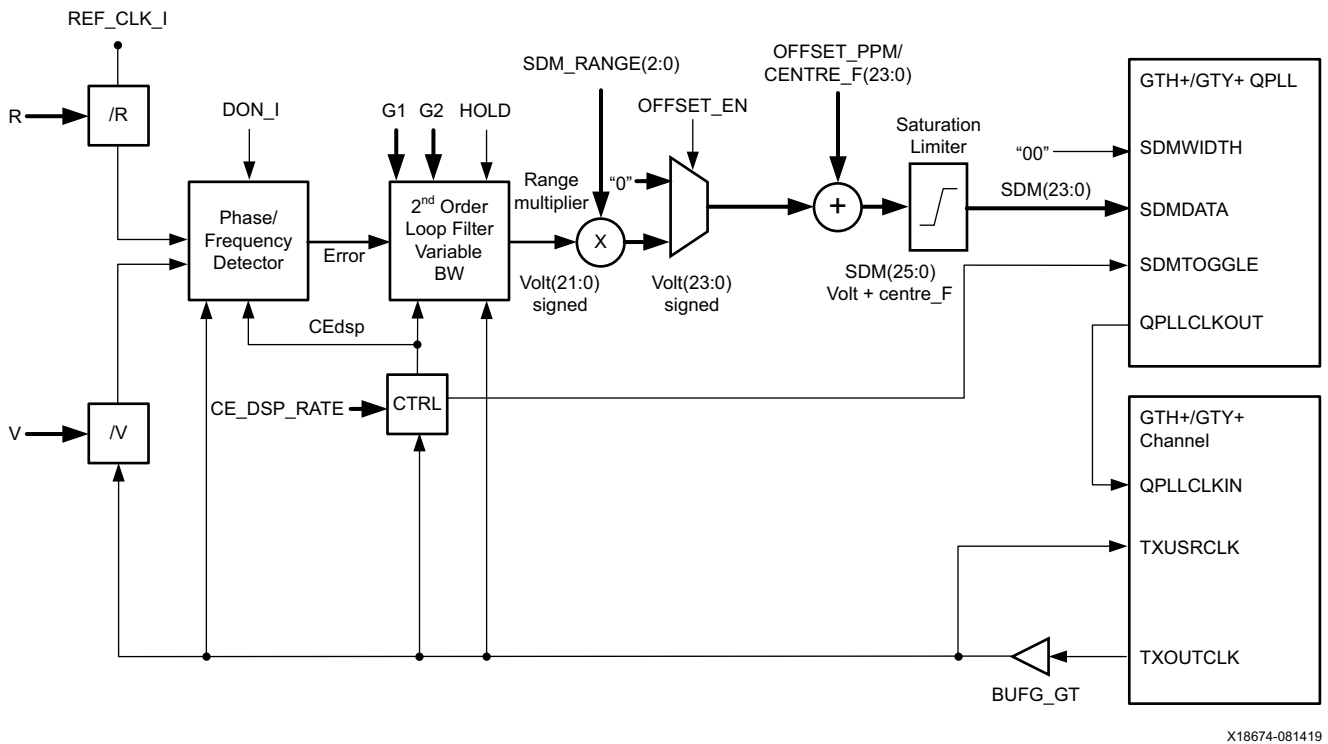 REF_CLK_I
R
/R
DON_I
G1
G2
HOLD
SDM_RANGE(2:0)
OFFSET_EN
OFFSET_PPM/
CENTRE_F(23:0)
Saturation
Limiter
GTH+/GTY+ QPLL
"00"
SDMWIDTH
SDM(23:0)
SDMDATA
SDMTOGGLE
QPLLCLKOUT
Phase/
Frequency
Detector
Error
2nd Order
Loop Filter
Variable
BW
Range
multiplier
"0"
X
+
Volt(21:0)
signed
Volt(23:0)
signed
SDM(25:0)
Volt + centre_F
CEdsp
CE_DSP_RATE
CTRL
V
/V
GTH+/GTY+
Channel
QPLLCLKIN
TXUSRCLK
TXOUTCLK
BUFG_GT
X18674-081419